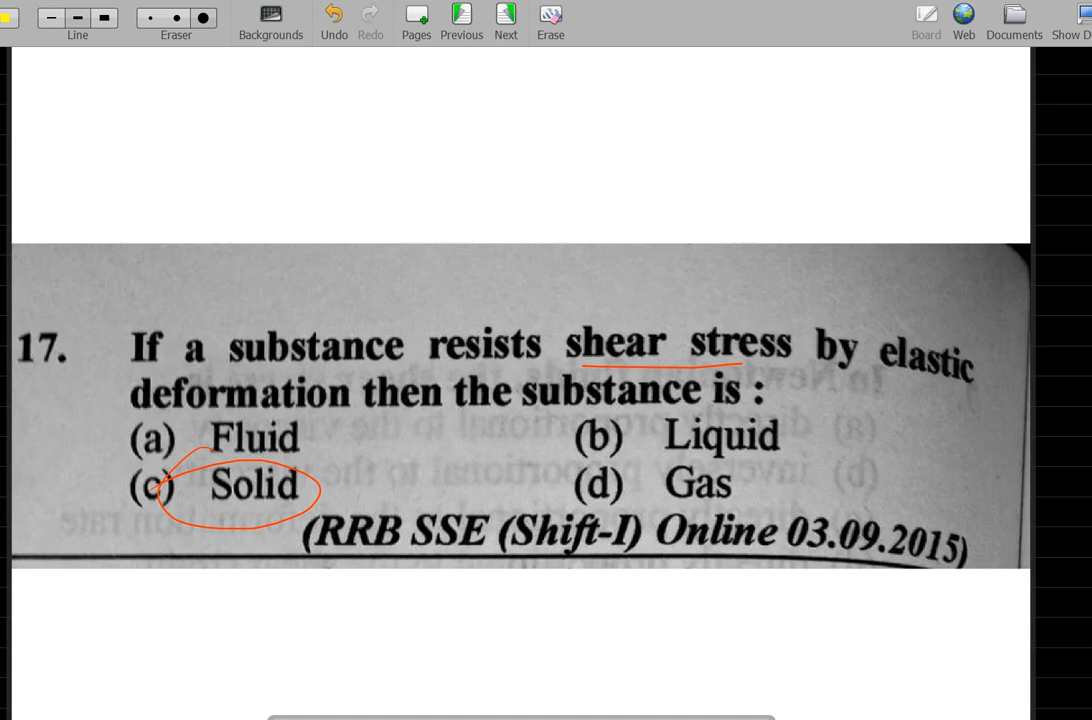 Line Eraser Backgrounds Undo Redo Pages Previous Next Erase Board Web Documents Show D
17. If a substance resists shear stress by elastic
deformation then the substance is :
(a) Fluid (b) Liquid
(c) Solid (d) Gas
(RRB SSE (Shift-I) Online 03.09.2015)